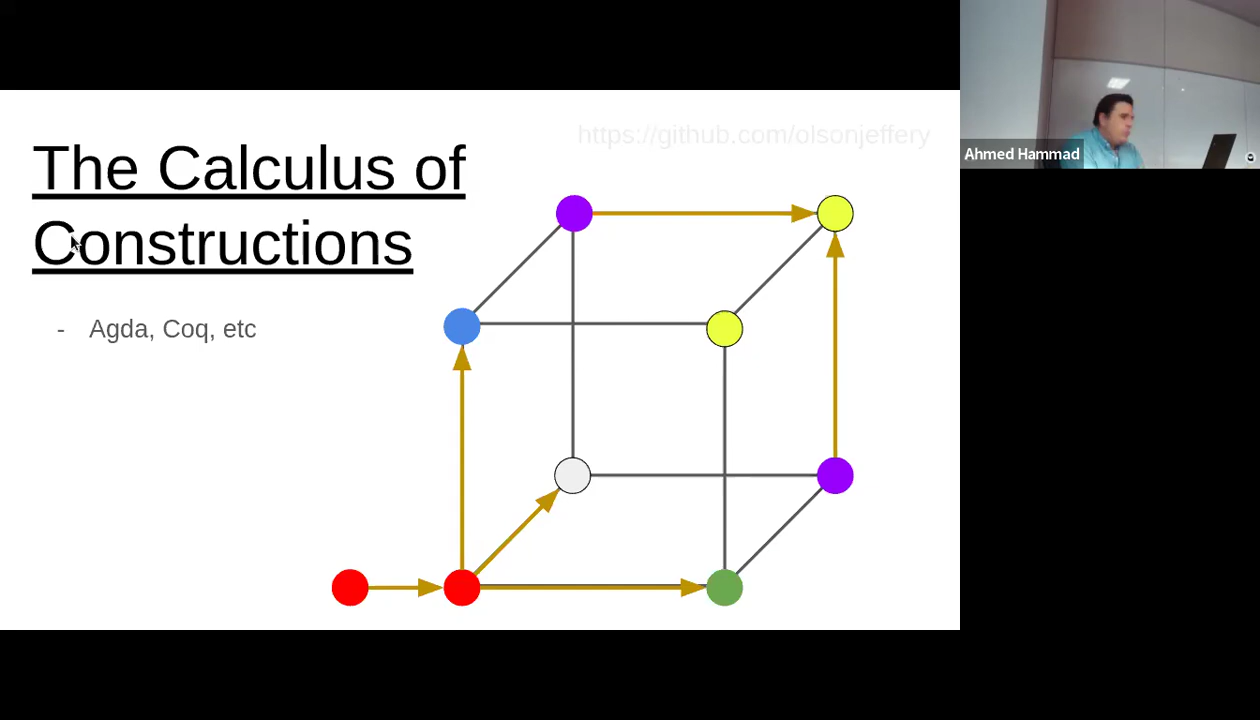 https://github.com/olsonjeffery
The Calculus of
Constructions
- Agda, Coq, etc
Ahmed Hammad